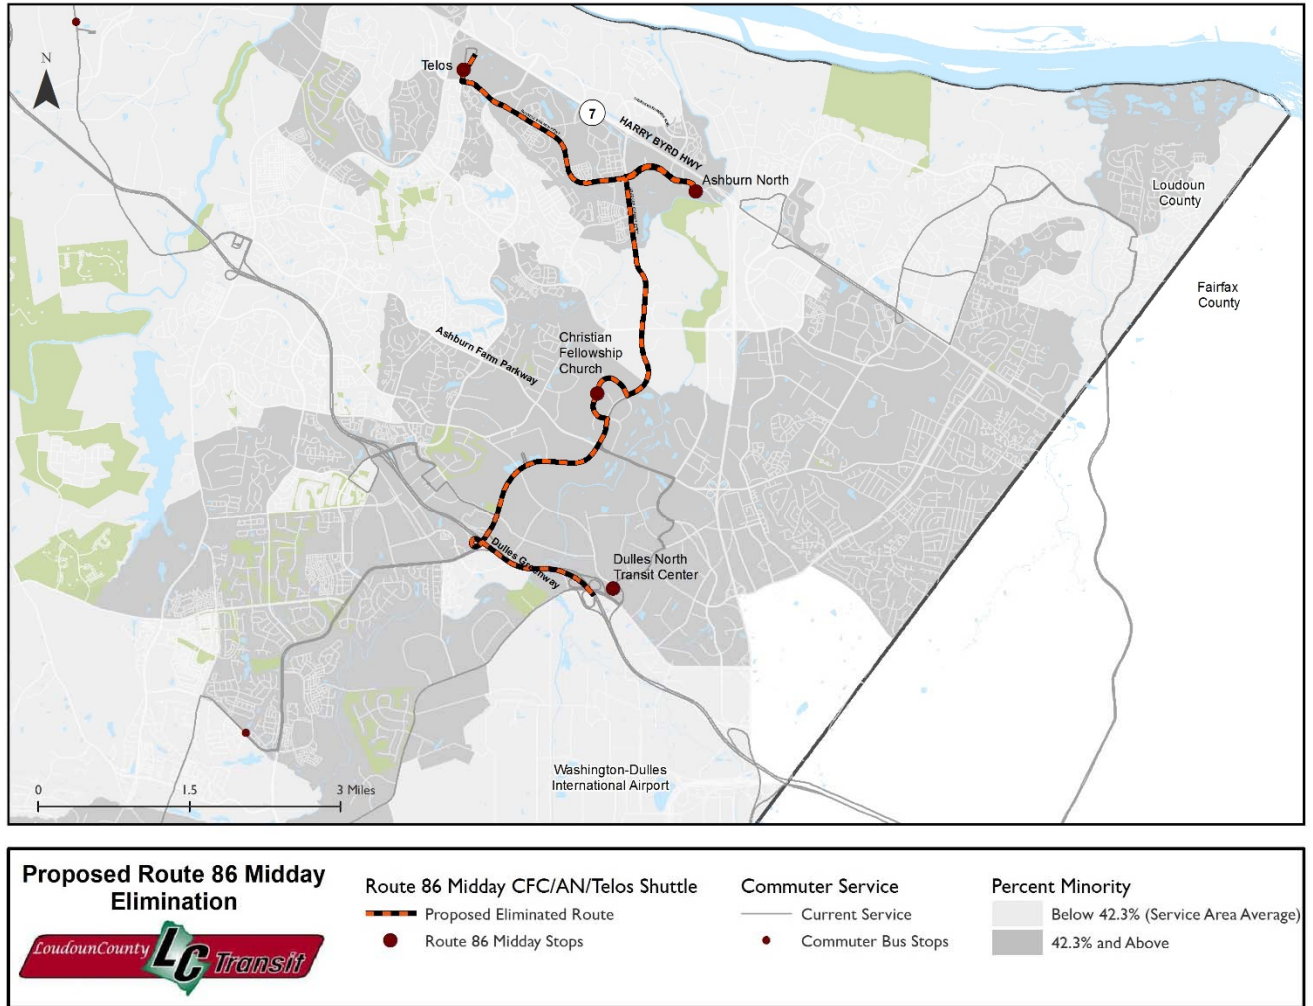 N
Telos
7
HARRY BYRD HWY
Ashburn North
Loudoun
County
Fairfax
County
Christian
Fellowship
Church
Ashburn Farm Parkway
Dulles Greenway
Dulles North
Transit Center
Washington-Dulles
International Airport
0 1.5 3 Miles
Proposed Route 86 Midday
Elimination
LoudounCounty LC Transit
Route 86 Midday CFC/AN/Telos Shuttle
Proposed Eliminated Route
Route 86 Midday Stops
Commuter Service
Current Service
Commuter Bus Stops
Percent Minority
Below 42.3% (Service Area Average)
42.3% and Above